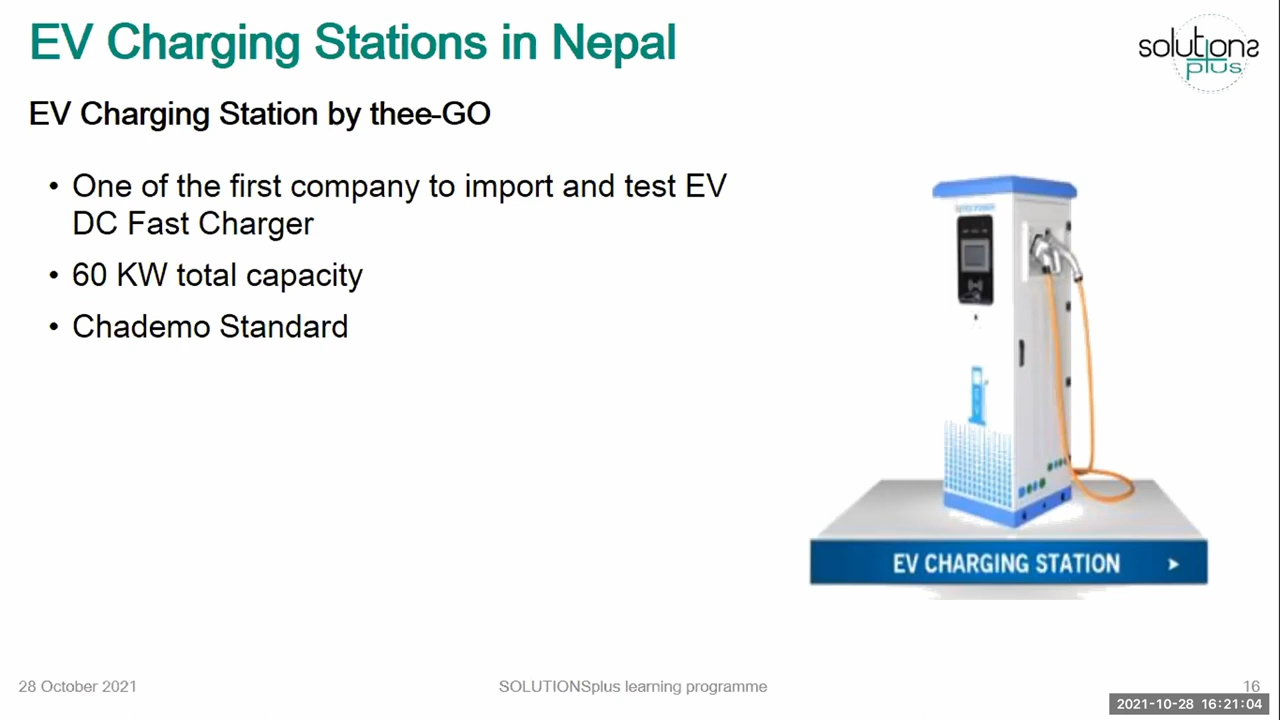 EV Charging Stations in Nepal
solutions
plus
EV Charging Station by thee-GO
• One of the first company to import and test EV
DC Fast Charger
• 60 KW total capacity
• Chademo Standard
EV CHARGING STATION
28 October 2021
SOLUTIONSplus learning programme
16
2021-10-28 16:21:04